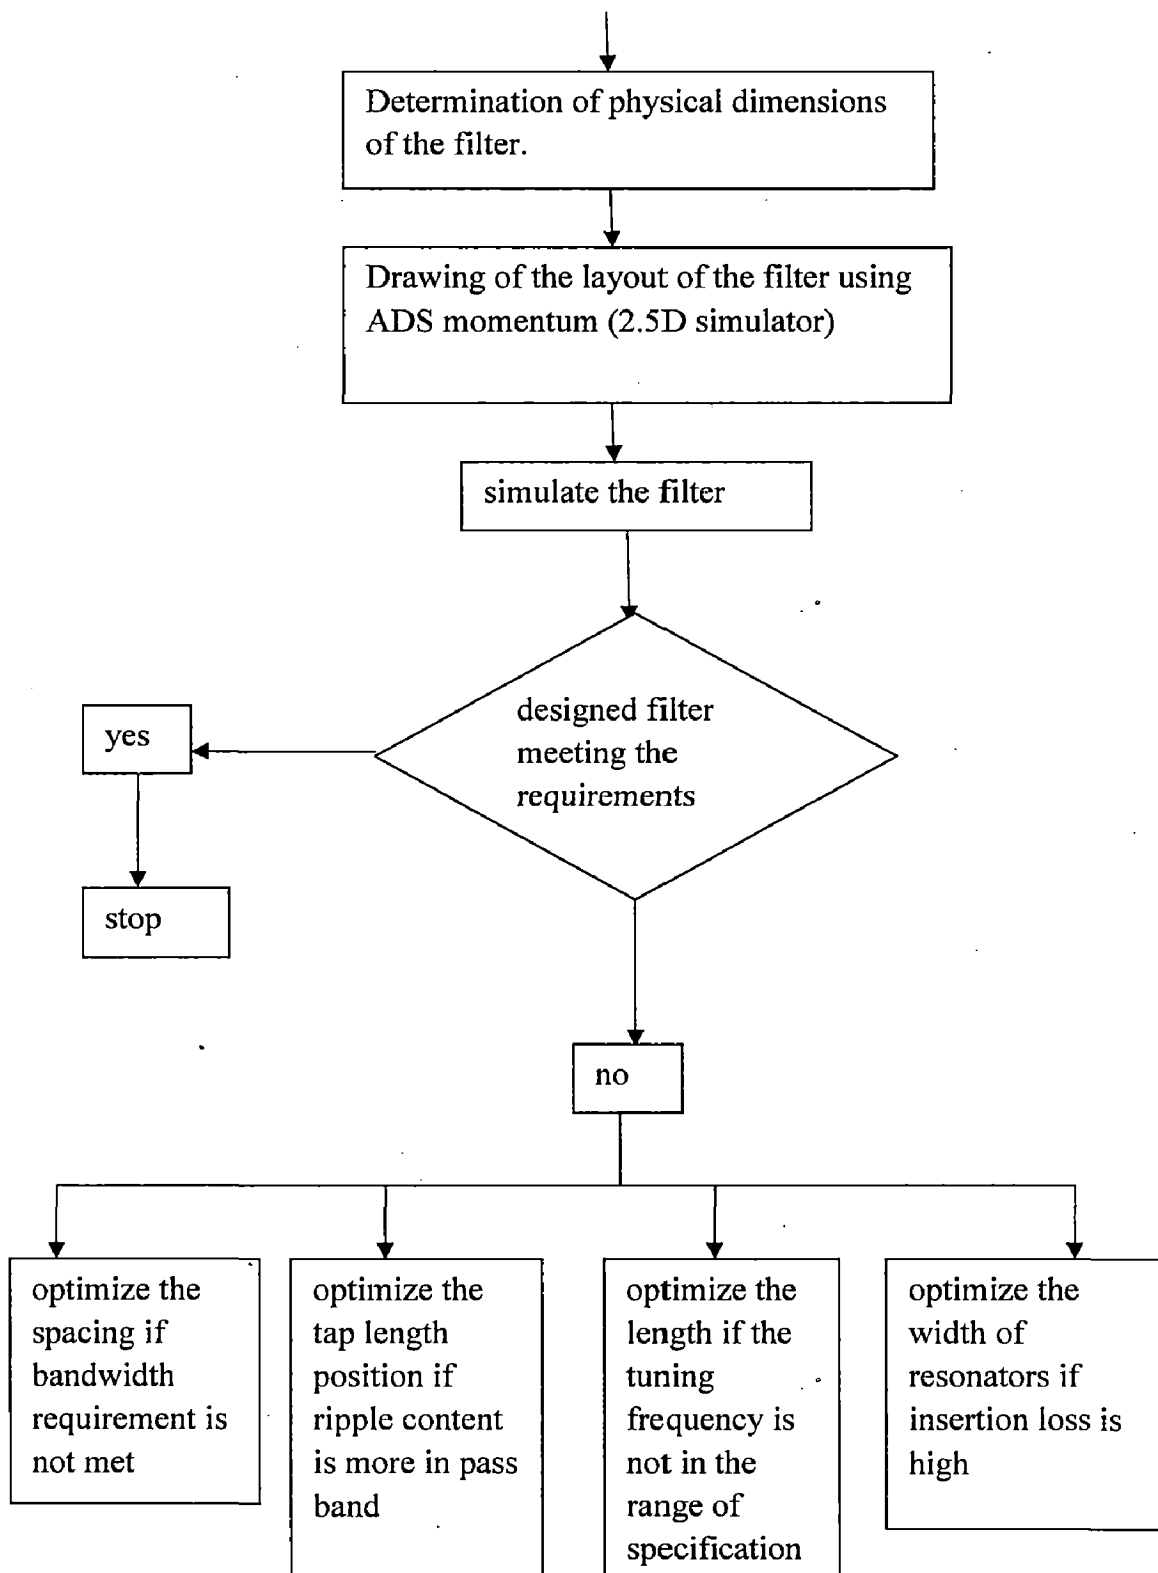 Determination of physical dimensions
of the filter.
Drawing of the layout of the filter using
ADS momentum (2.5D simulator)
simulate the filter
designed filter
meeting the
requirements
yes
stop
no
optimize the
spacing if
bandwidth
requirement is
not met
optimize the
tap length
position if
ripple content
is more in pass
band
optimize the
length if the
tuning
frequency is
not in the
range of
specification
optimize the
width of
resonators if
insertion loss is
high